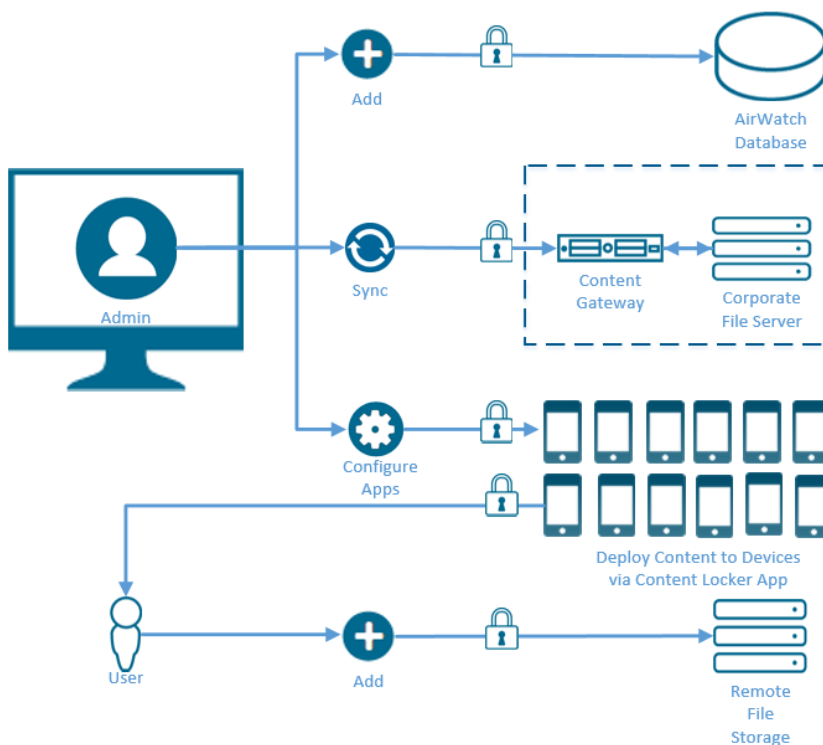 Add
AirWatch
Database
Admin
Sync
Content
Gateway
Corporate
File Server
Configure
Apps
Deploy Content to Devices
via Content Locker App
User
Add
Remote
File
Storage